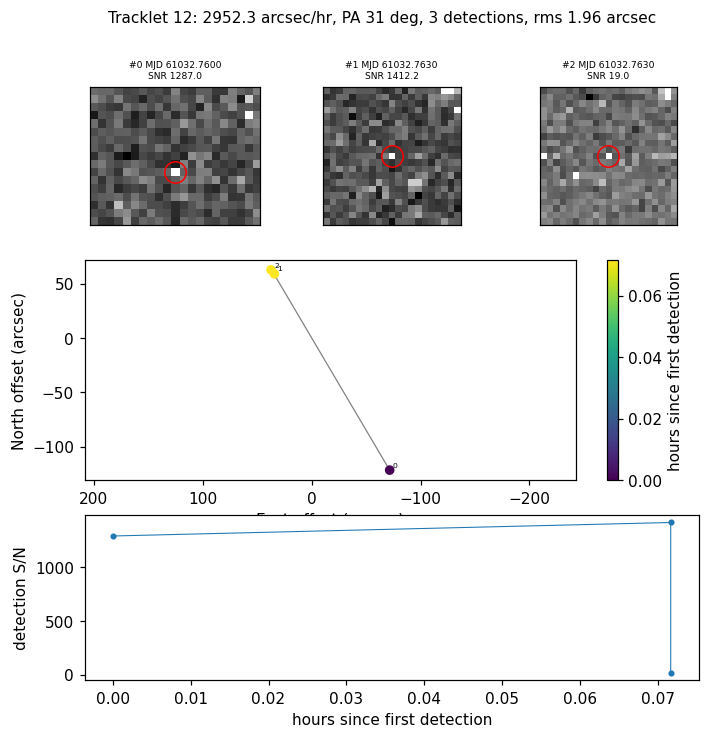 Tracklet 12: 2952.3 arcsec/hr, PA 31 deg, 3 detections, rms 1.96 arcsec
#0 MJD 61032.7600
SNR 1287.0
#1 MJD 61032.7630
SNR 1412.2
#2 MJD 61032.7630
SNR 19.0
North offset (arcsec)
50
0
−50
−100
2
1
0
200
100
0
−100
−200
0.06
0.04
0.02
0.00
hours since first detection
detection S/N
1000
500
0
0.00
0.01
0.02
0.03
0.04
0.05
0.06
0.07
hours since first detection